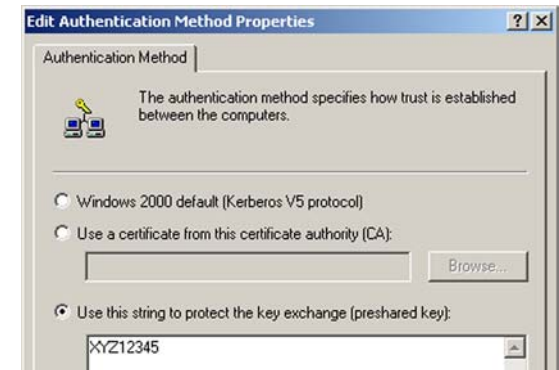 Edit Authentication Method Properties
Authentication Method
The authentication method specifies how trust is established
between the computers.
Windows 2000 default (Kerberos V5 protocol)
Use a certificate from this certificate authority (CA):
Browse...
Use this string to protect the key exchange (preshared key):
XYZ12345